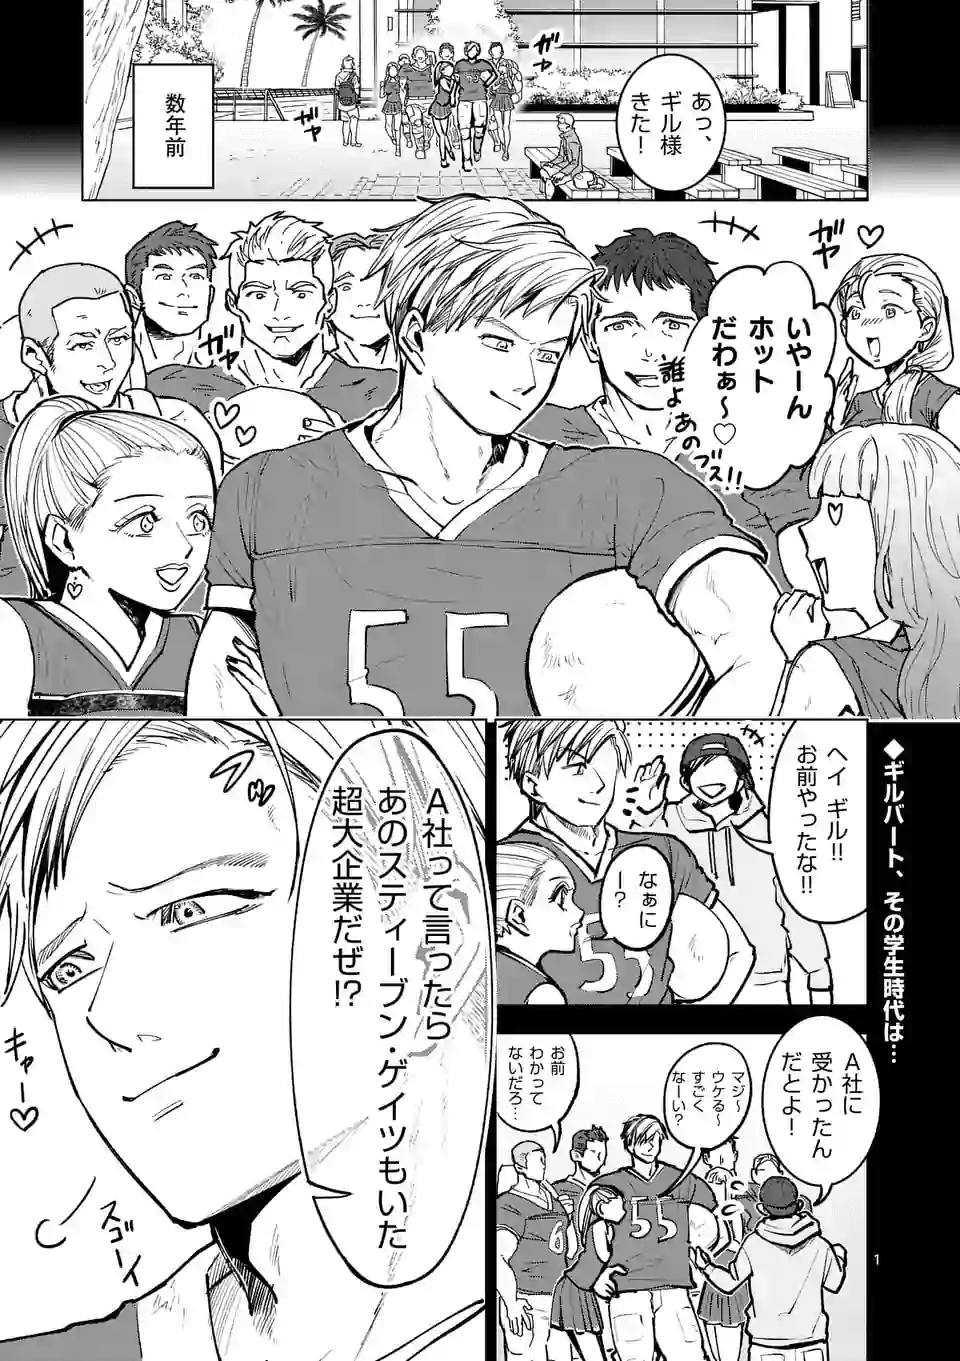 あっ、
ギル様
きた!
ガヤ
ガヤ
数年前
ガヤ
いやーん
ホット
だわぁ～♡
誰よあの
ブス!!
ガヤ
◆ギルバート、その学生時代は…
ヘイ ギル!!
お前やったな!!
なぁに
ー?
A社に
受かったん
だとよ!
マジ～
ウケる～
すごく
なーい?
お前
わかって
ないだろ…
A社って言ったら
あのスティーブン・ゲイツもいた
超大企業だぜ!?
キャー♡
スゴーイ
1